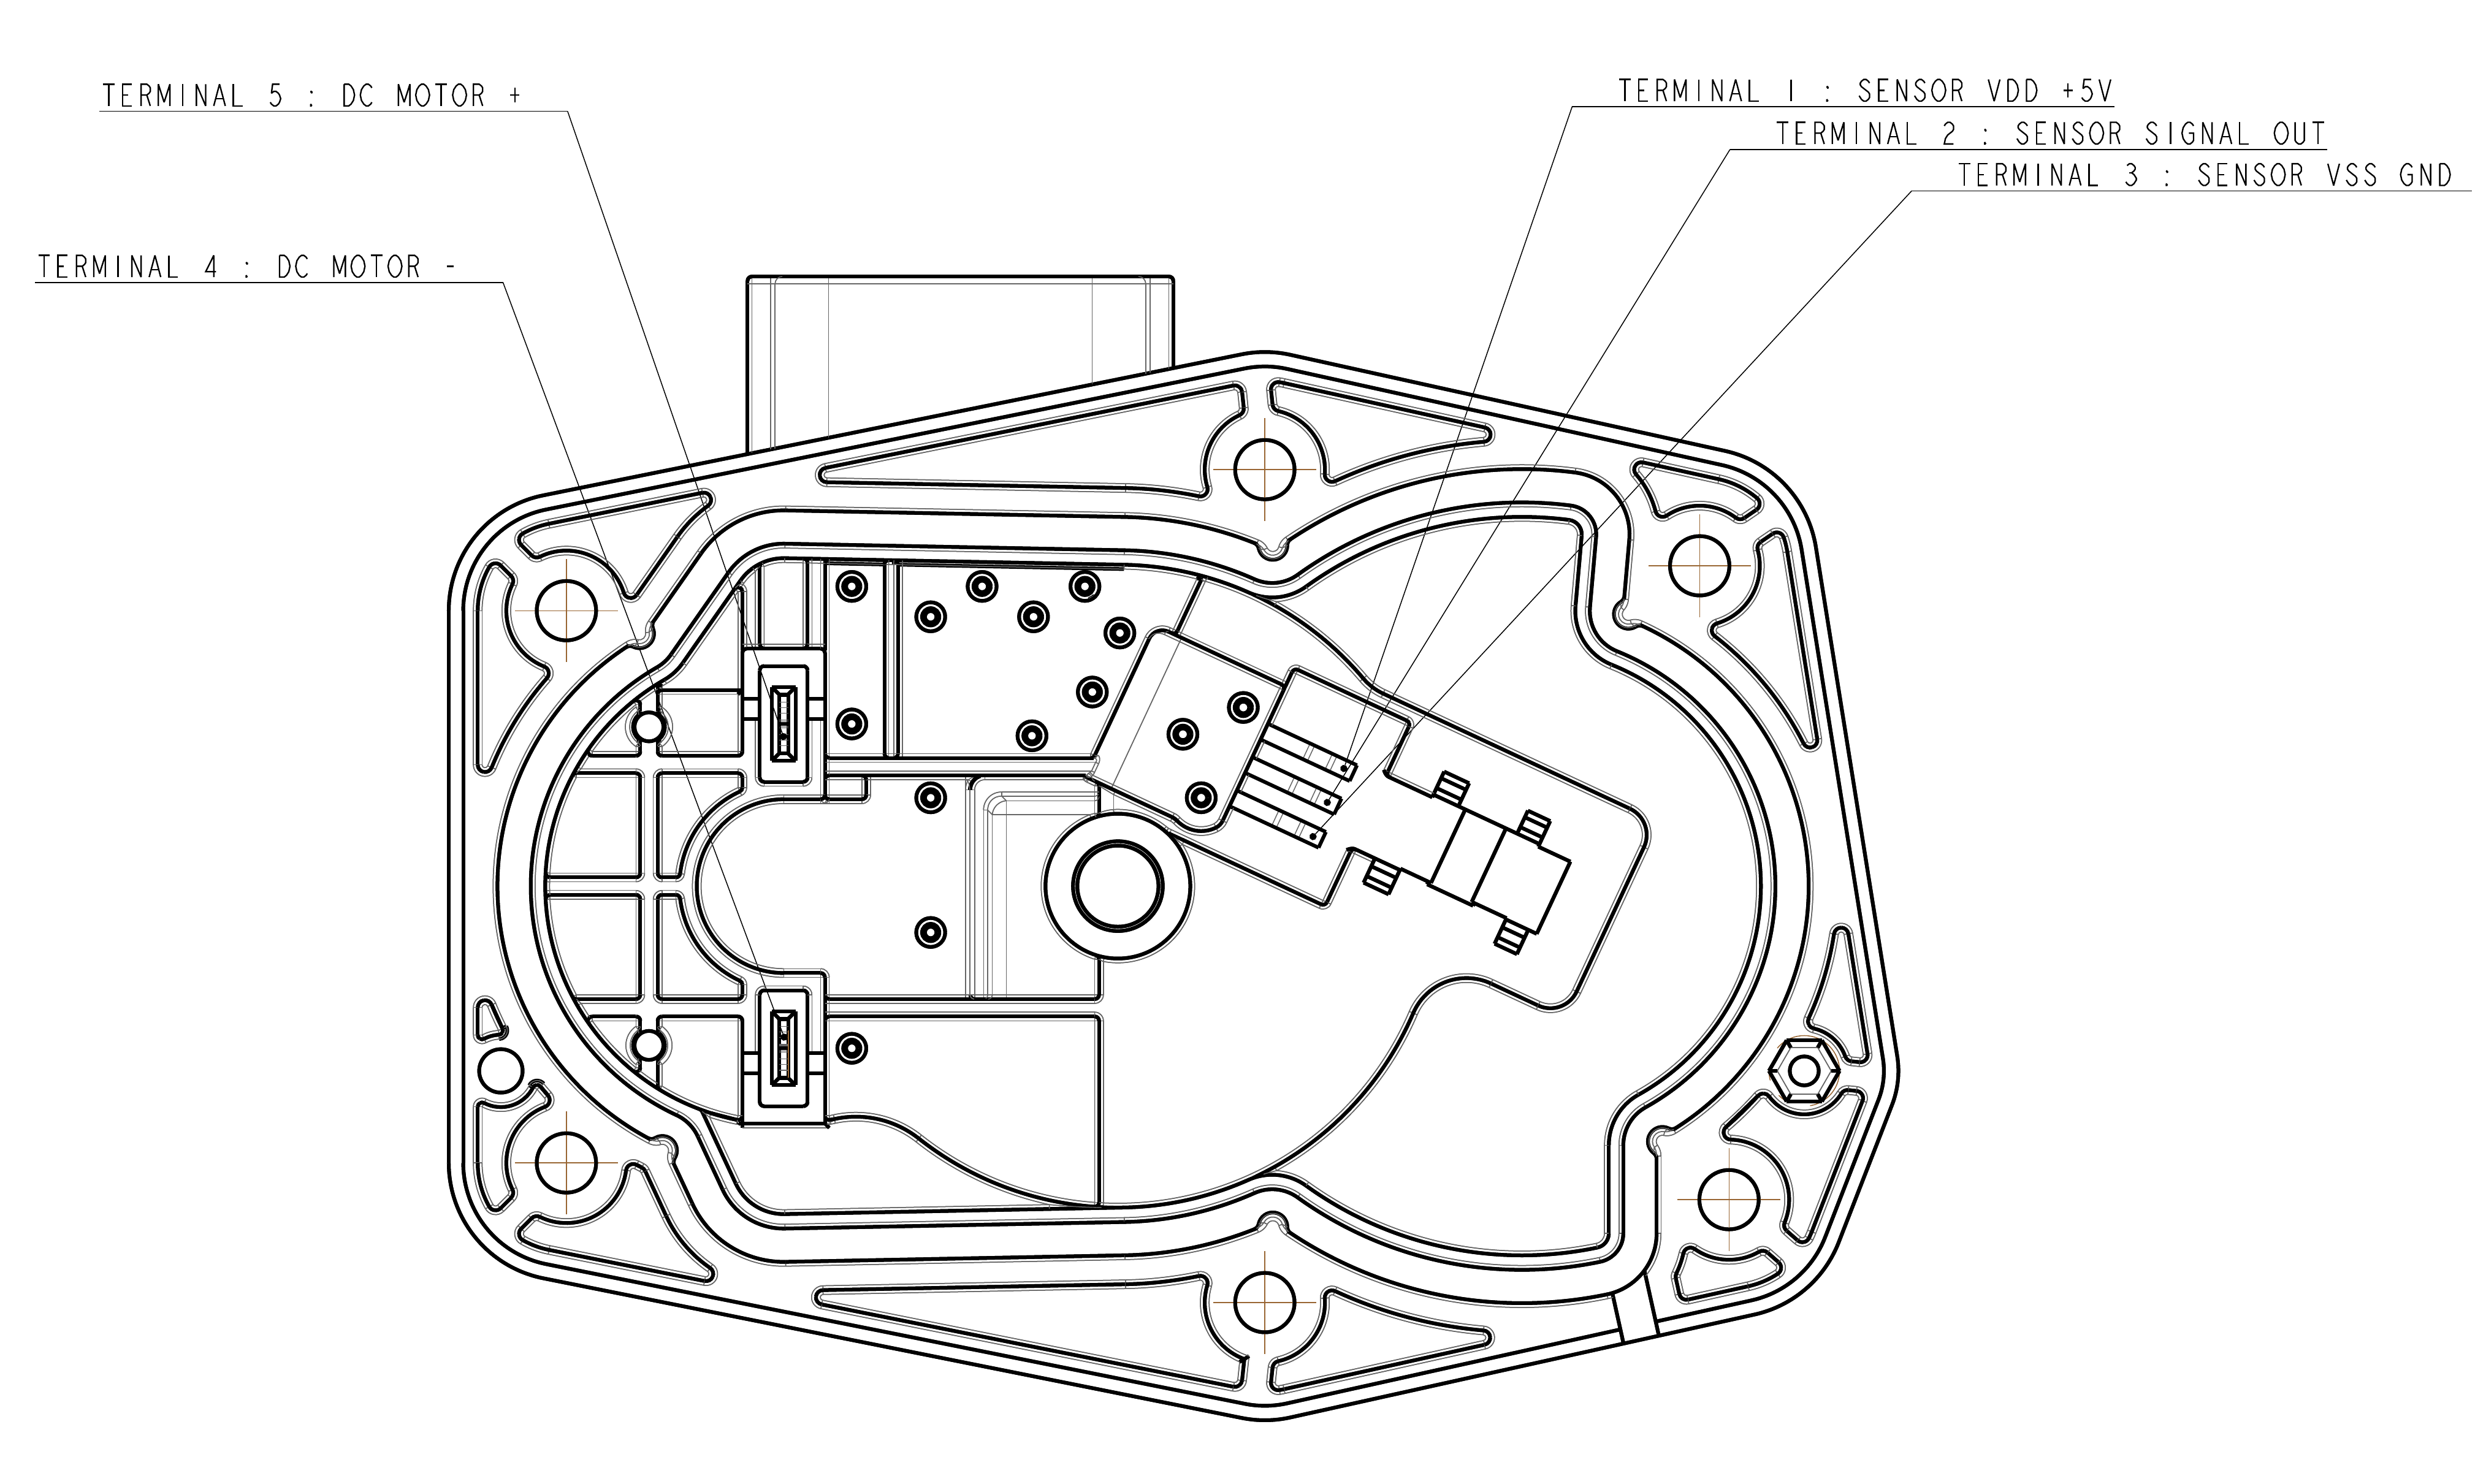 TERMINAL 5 : DC MOTOR +
TERMINAL 1 : SENSOR VDD +5V
TERMINAL 2 : SENSOR SIGNAL OUT
TERMINAL 3 : SENSOR VSS GND
TERMINAL 4 : DC MOTOR -